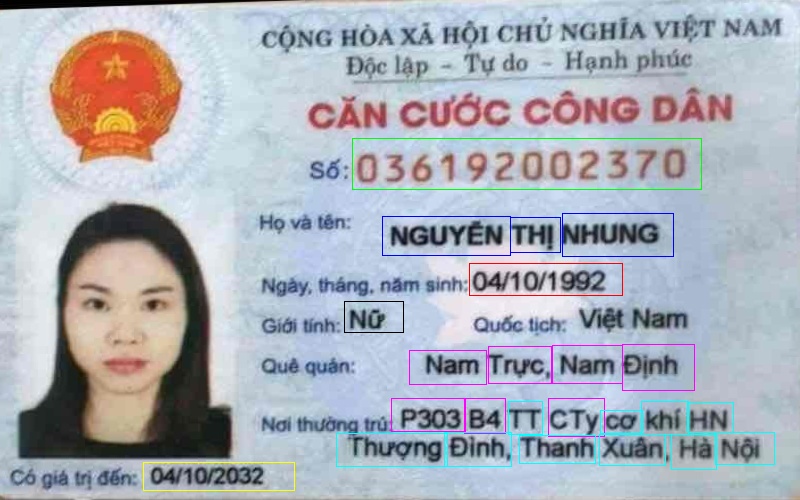 CỘNG HÒA XÃ HỘI CHỦ NGHĨA VIỆT NAM
Độc lập - Tự do - Hạnh phúc
CĂN CƯỚC CÔNG DÂN
Số: 036192002370
Họ và tên: NGUYỄN THỊ NHUNG
Ngày, tháng, năm sinh: 04/10/1992
Giới tính: Nữ Quốc tịch: Việt Nam
Quê quán: Nam Trực, Nam Định
Nơi thường trú: P303 B4 TT CTy cơ khí HN
Thượng Đình, Thanh Xuân, Hà Nội
Có giá trị đến: 04/10/2032